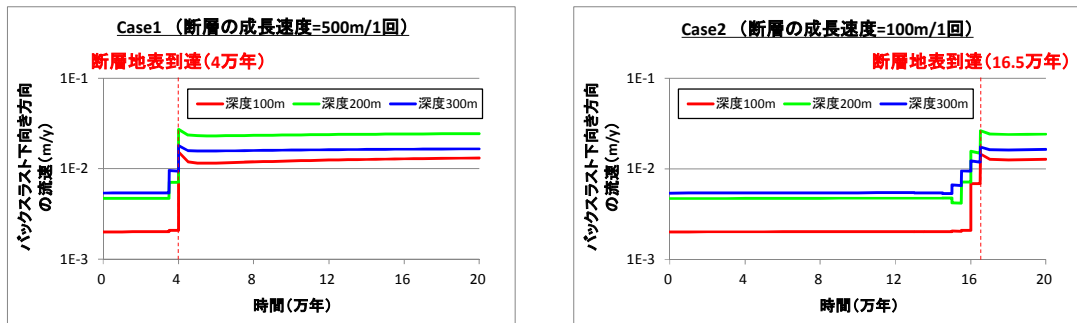 Case1 (断層の成長速度=500m/1回)
断層地表到達(4万年)
1E-1
1E-2
1E-3
バックスラスト下向き方向
の流速(m/y)
深度100m 深度200m 深度300m
0 4 8 12 16 20
時間(万年)
Case2 (断層の成長速度=100m/1回)
断層地表到達(16.5万年)
1E-1
1E-2
1E-3
バックスラスト下向き方向
の流速(m/y)
深度100m 深度200m 深度300m
0 4 8 12 16 20
時間(万年)